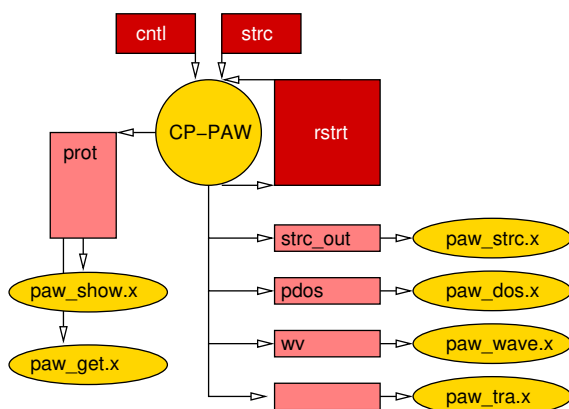 cntl
strc
CP-PAW
rstrt
prot
strc_out
paw_strc.x
paw_show.x
pdos
paw_dos.x
wv
paw_wave.x
paw_get.x
paw_tra.x